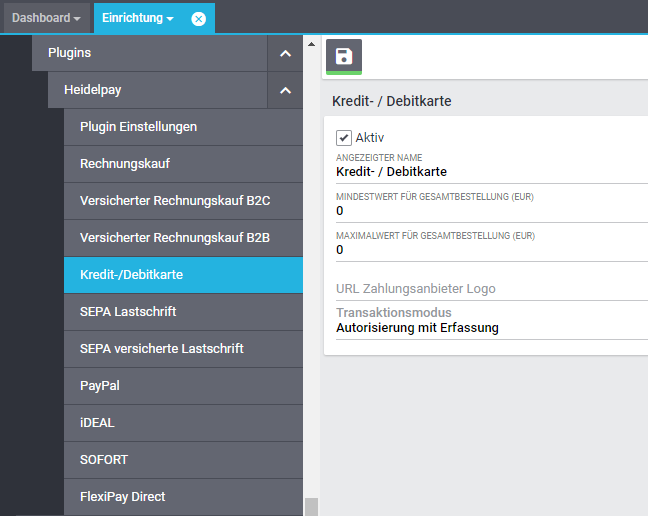 Dashboard
Einrichtung
Plugins
Heidelpay
Plugin Einstellungen
Rechnungskauf
Versicherter Rechnungskauf B2C
Versicherter Rechnungskauf B2B
Kredit-/Debitkarte
SEPA Lastschrift
SEPA versicherte Lastschrift
PayPal
iDEAL
SOFORT
FlexiPay Direct
Kredit- / Debitkarte
Aktiv
ANGEZEIGTER NAME
Kredit- / Debitkarte
MINDESTWERT FÜR GESAMTBESTELLUNG (EUR)
0
MAXIMALWERT FÜR GESAMTBESTELLUNG (EUR)
0
URL Zahlungsanbieter Logo
Transaktionsmodus
Autorisierung mit Erfassung